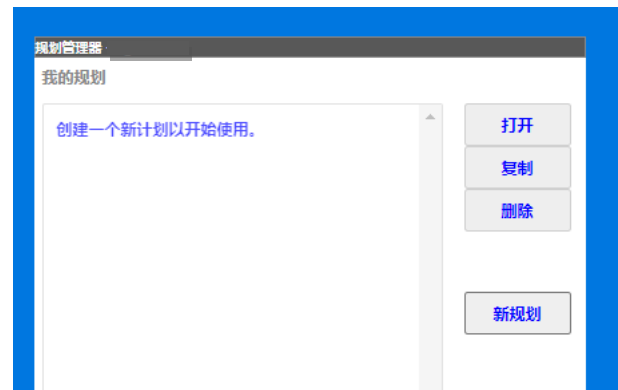 规划管理器
我的规划
创建一个新计划以开始使用。
打开
复制
删除
新规划